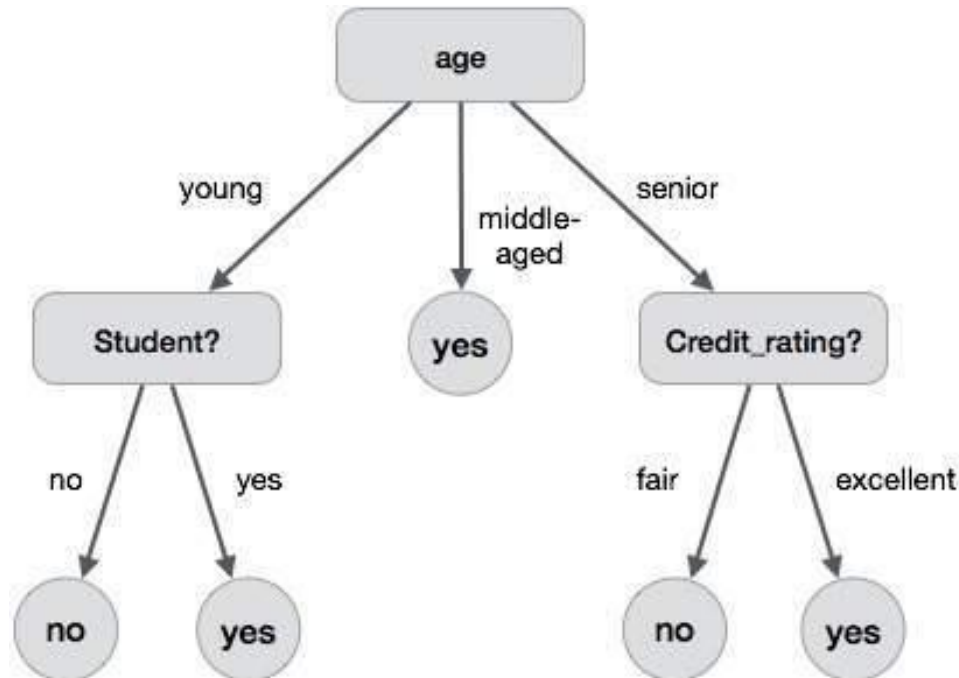 age
young
middle-
aged
senior
Student?
yes
Credit_rating?
no
yes
fair
excellent
no
yes
no
yes